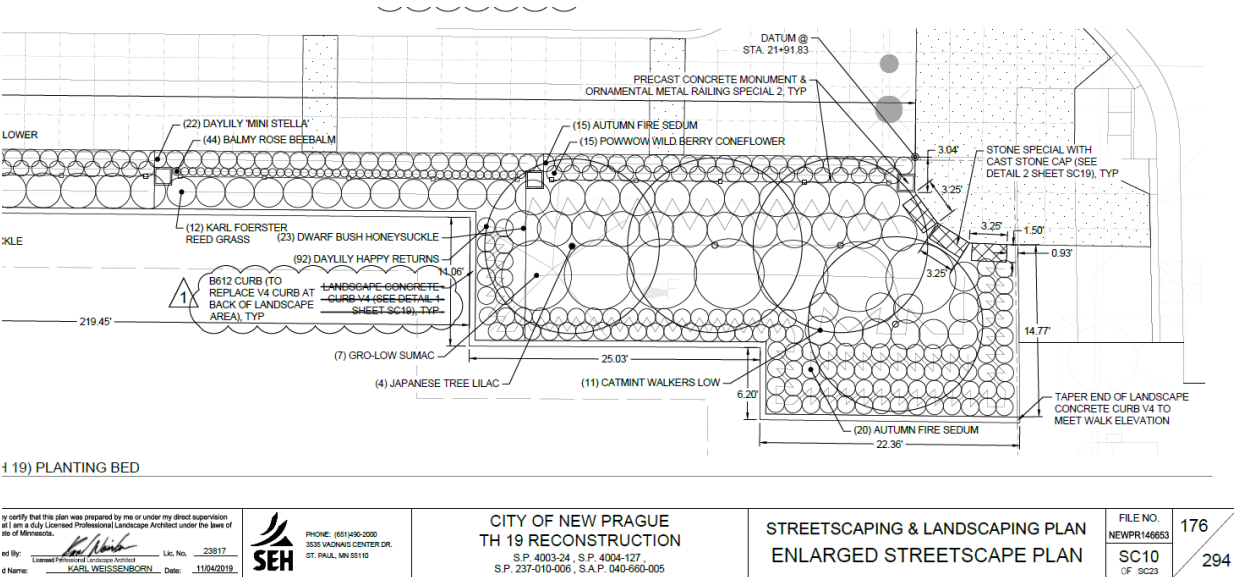 DATUM @
STA. 21+91.83
PRECAST CONCRETE MONUMENT &
ORNAMENTAL METAL RAILING SPECIAL 2, TYP
LOWER
(22) DAYLILY 'MINI STELLA'
(44) BALMY ROSE BEEBALM
(15) AUTUMN FIRE SEDUM
(15) POWWOW WILD BERRY CONEFLOWER
3.04'
STONE SPECIAL WITH
CAST STONE CAP (SEE
DETAIL 2 SHEET SC19), TYP
3.25'
3.25'
1.50'
0.93'
3.25'
(12) KARL FOERSTER
REED GRASS
(23) DWARF BUSH HONEYSUCKLE
CKLE
(92) DAYLILY HAPPY RETURNS
11.06'
1
B612 CURB (TO
REPLACE V4 CURB AT
BACK OF LANDSCAPE
AREA), TYP
LANDSCAPE CONCRETE
CURB V4 (SEE DETAIL 1
SHEET SC19), TYP
219.45'
14.77'
(7) GRO-LOW SUMAC
25.03'
(4) JAPANESE TREE LILAC
(11) CATMINT WALKERS LOW
6.20'
TAPER END OF LANDSCAPE
CONCRETE CURB V4 TO
MEET WALK ELEVATION
(20) AUTUMN FIRE SEDUM
22.36'
H 19) PLANTING BED
by certify that this plan was prepared by me or under my direct supervision
at I am a duly Licensed Professional Landscape Architect under the laws of
ate of Minnesota.
ed By:
Licensed Professional Landscape Architect
Lic. No. 23817
d Name: KARL WEISSENBORN Date: 11/04/2019
SEH
PHONE: (651)490-2000
3535 VADNAIS CENTER DR.
ST. PAUL, MN 55110
CITY OF NEW PRAGUE
TH 19 RECONSTRUCTION
S.P. 4003-24 , S.P. 4004-127 ,
S.P. 237-010-006 , S.A.P. 040-660-005
STREETSCAPING & LANDSCAPING PLAN
ENLARGED STREETSCAPE PLAN
FILE NO.
NEWPR146653
SC10
OF SC23
176
294